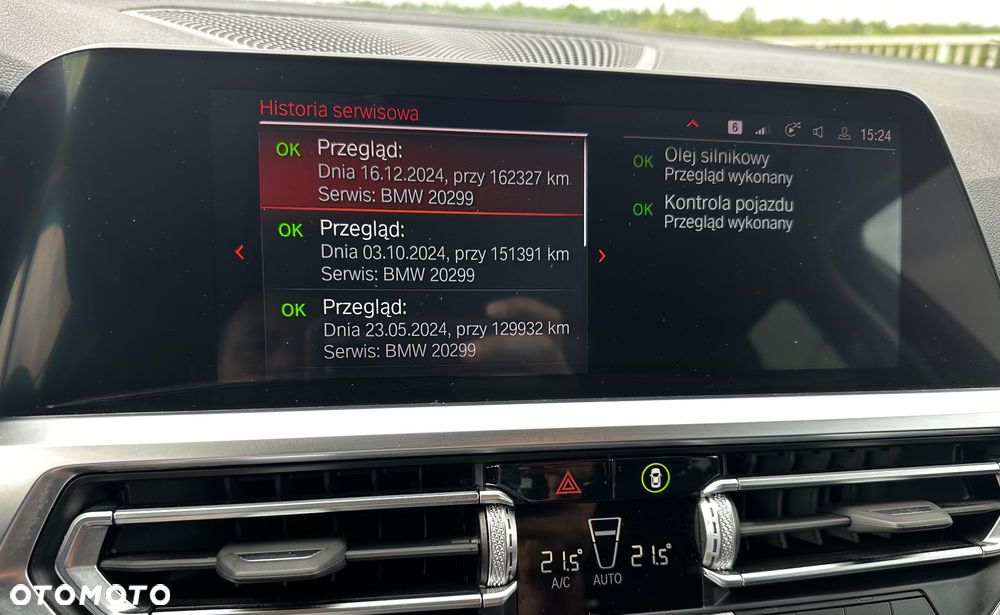 Historia serwisowa
6
15:24
OK Przegląd:
Dnia 16.12.2024, przy 162327 km
Serwis: BMW 20299
OK Przegląd:
Dnia 03.10.2024, przy 151391 km
Serwis: BMW 20299
OK Przegląd:
Dnia 23.05.2024, przy 129932 km
Serwis: BMW 20299
OK Olej silnikowy
Przegląd wykonany
OK Kontrola pojazdu
Przegląd wykonany
21.5°
A/C
AUTO
21.5°
OTOMOTO